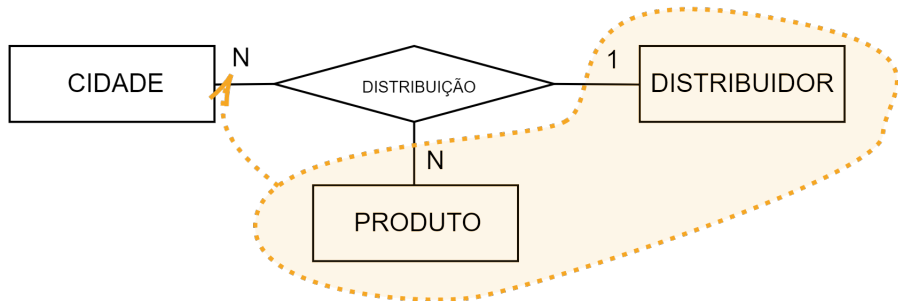 CIDADE
N
DISTRIBUIÇÃO
1
DISTRIBUIDOR
N
PRODUTO